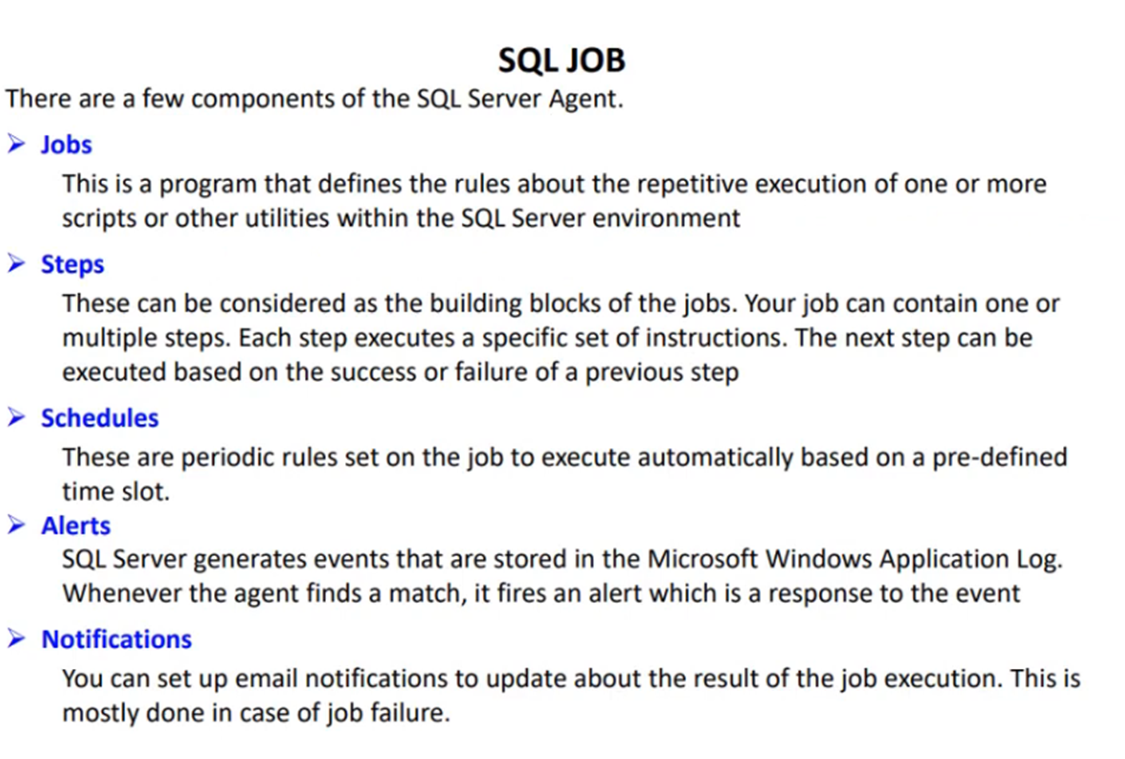 SQL JOB
There are a few components of the SQL Server Agent.
➢ Jobs
This is a program that defines the rules about the repetitive execution of one or more
scripts or other utilities within the SQL Server environment
➢ Steps
These can be considered as the building blocks of the jobs. Your job can contain one or
multiple steps. Each step executes a specific set of instructions. The next step can be
executed based on the success or failure of a previous step
➢ Schedules
These are periodic rules set on the job to execute automatically based on a pre-defined
time slot.
➢ Alerts
SQL Server generates events that are stored in the Microsoft Windows Application Log.
Whenever the agent finds a match, it fires an alert which is a response to the event
➢ Notifications
You can set up email notifications to update about the result of the job execution. This is
mostly done in case of job failure.